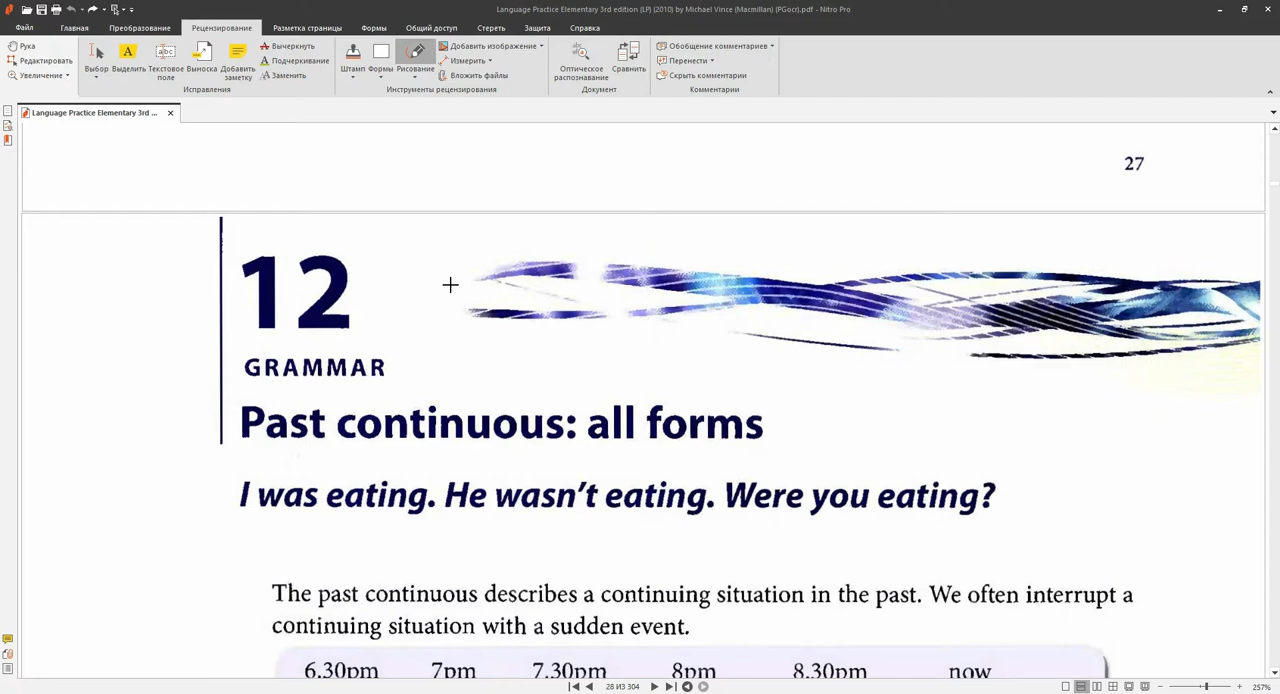 Language Practice Elementary 3rd edition (LP) (2010) by Michael Vince (Macmillan) (PGocr).pdf - Nitro Pro
Файл Главная Преобразование Рецензирование Разметка страницы Формы Общий доступ Стереть Защита Справка
Рука
Редактировать
Увеличение
Выбор
Выделить
Текстовое поле
Выноска
Добавить заметку
Вычеркнуть
Подчеркивание
Заменить
Исправления
Штамп
Формы
Рисование
Добавить изображение
Измерить
Вложить файлы
Инструменты рецензирования
Оптическое распознавание
Сравнить
Документ
Обобщение комментариев
Перенести
Скрыть комментарии
Комментарии
Language Practice Elementary 3rd ...
27
12
GRAMMAR
Past continuous: all forms
I was eating. He wasn't eating. Were you eating?
The past continuous describes a continuing situation in the past. We often interrupt a
continuing situation with a sudden event.
6.30pm 7pm 7.30pm 8pm 8.30pm now
28 ИЗ 304
257%